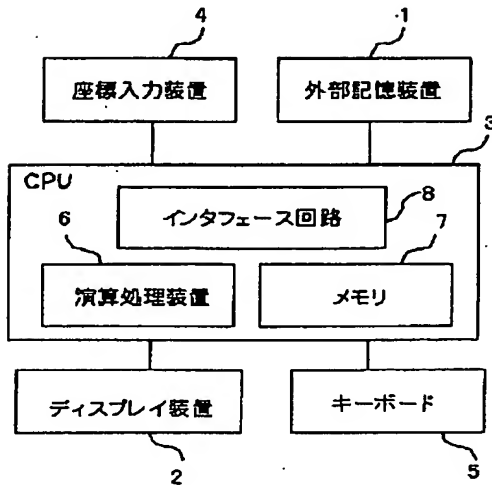 4
1
座標入力装置
外部記憶装置
3
CPU
インタフェース回路
8
6
7
演算処理装置
メモリ
ディスプレイ装置
キーボード
2
5